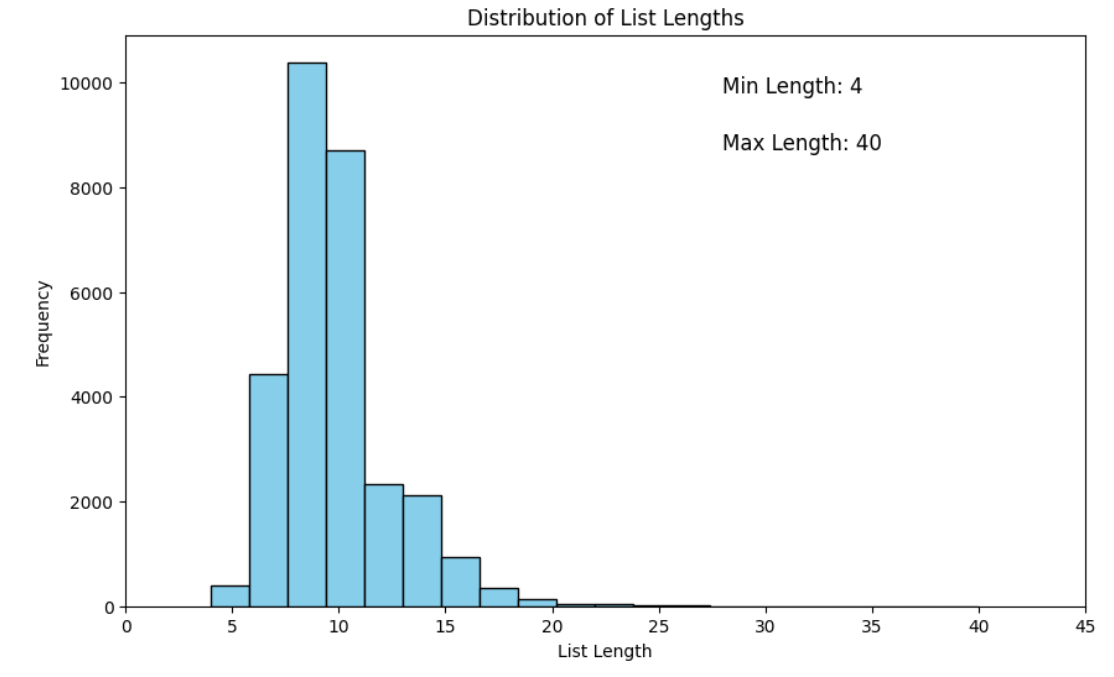 Distribution of List Lengths
Min Length: 4
Max Length: 40
10000
8000
6000
4000
2000
0
Frequency
0 5 10 15 20 25 30 35 40 45
List Length